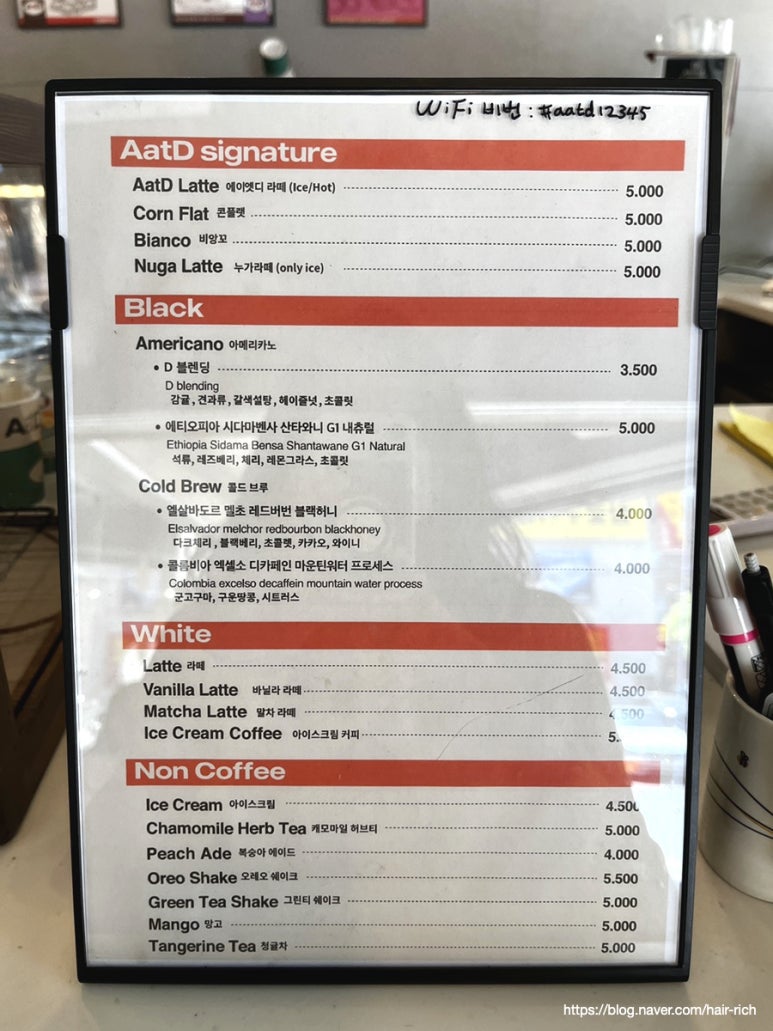 WiFi 비번 : #aatd12345
AatD signature
AatD Latte 에이엣디 라떼 (Ice/Hot) 5.000
Corn Flat 콘플랫 5.000
Bianco 비앙꼬 5.000
Nuga Latte 누가라떼 (only ice) 5.000
Black
Americano 아메리카노
• D 블렌딩 3.500
D blending
감귤, 견과류, 갈색설탕, 헤이즐넛, 초콜릿
• 에티오피아 시다마벤사 산타와니 G1 내츄럴 5.000
Ethiopia Sidama Bensa Shantawane G1 Natural
석류, 레즈베리, 체리, 레몬그라스, 초콜릿
Cold Brew 콜드 브루
• 엘살바도르 멜초 레드버번 블랙허니 4.000
Elsalvador melchor redbourbon blackhoney
다크체리, 블랙베리, 초콜렛, 카카오, 와이니
• 콜롬비아 엑셀소 디카페인 마운틴워터 프로세스 4.000
Colombia excelso decaffein mountain water process
군고구마, 구운땅콩, 시트러스
White
Latte 라떼 4.500
Vanilla Latte 바닐라 라떼 4.500
Matcha Latte 말차 라떼 4.500
Ice Cream Coffee 아이스크림 커피
Non Coffee
Ice Cream 아이스크림 4.500
Chamomile Herb Tea 캐모마일 허브티 5.000
Peach Ade 복숭아 에이드 4.000
Oreo Shake 오레오 쉐이크 5.500
Green Tea Shake 그린티 쉐이크 5.000
Mango 망고 5.000
Tangerine Tea 청귤차 5.000
https://blog.naver.com/hair-rich